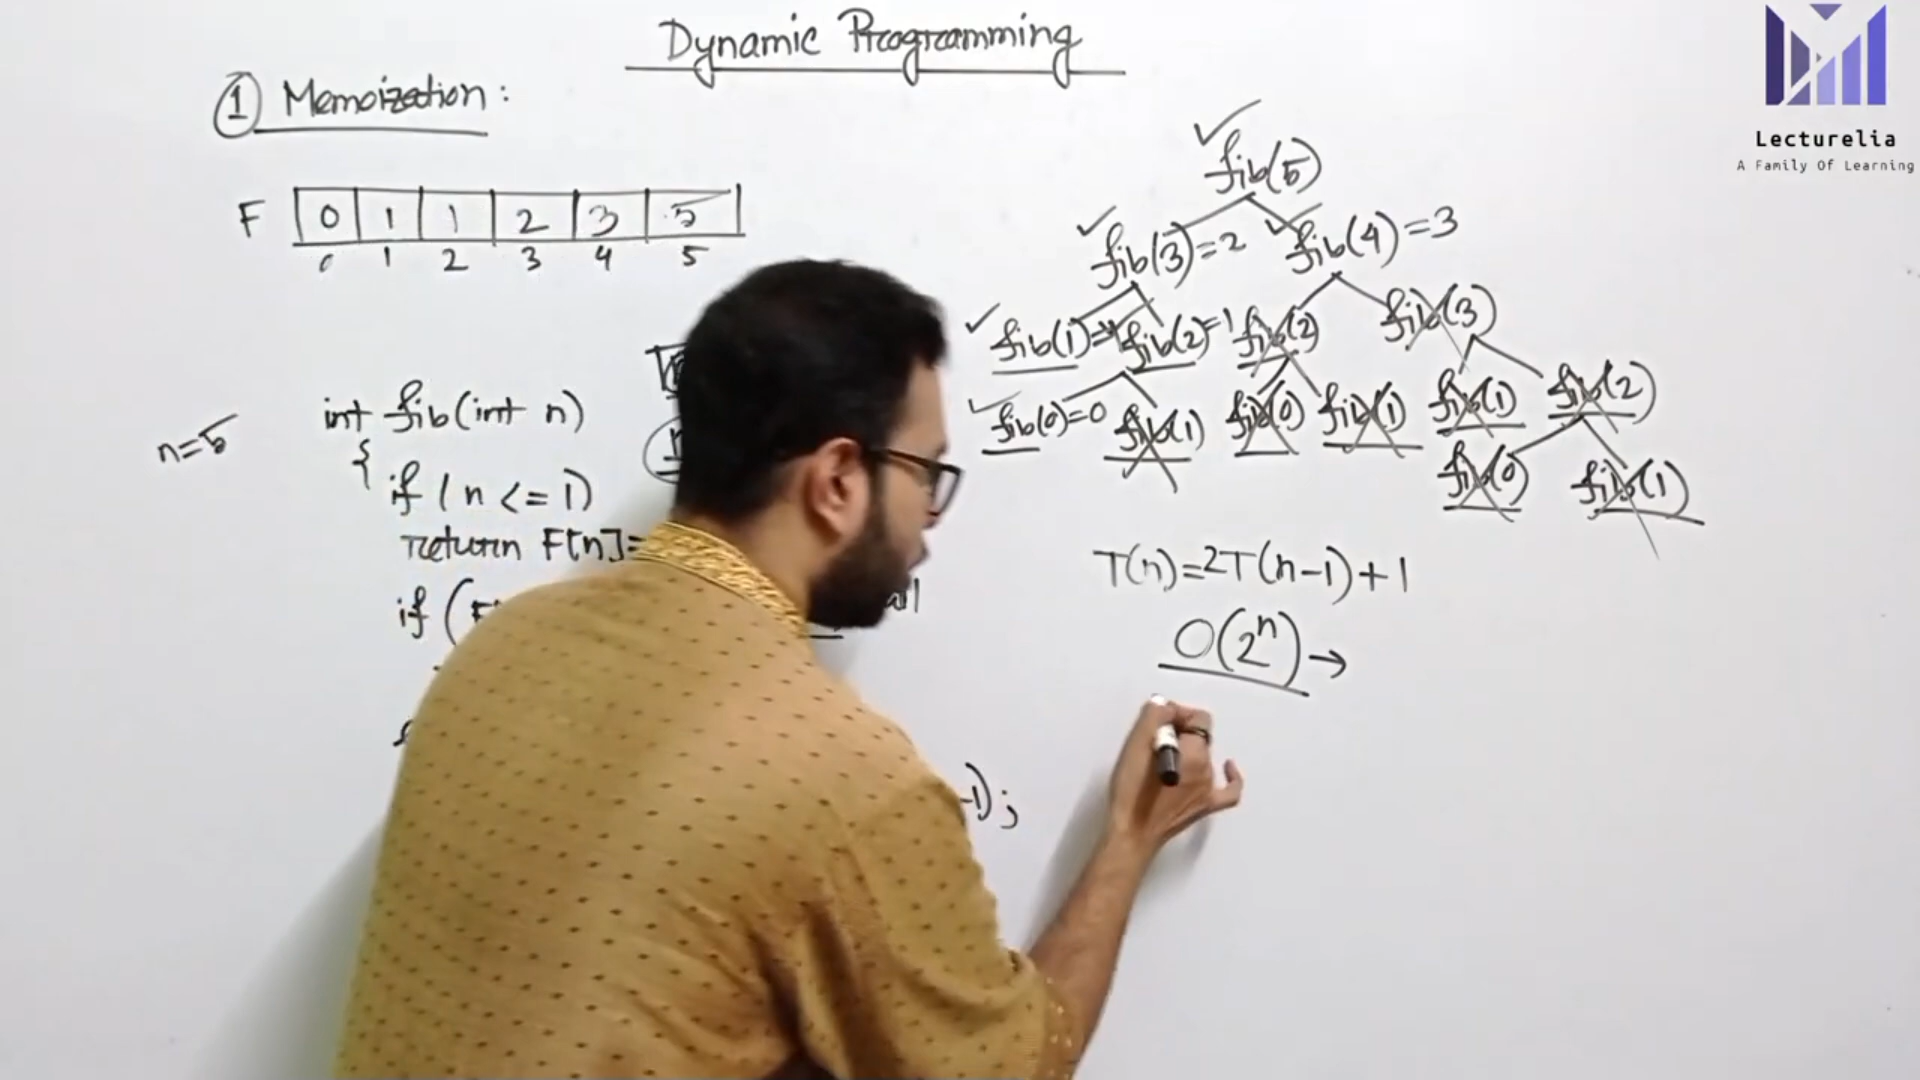 Dynamic Programming
Lecturelia
A Family Of Learning
① Memoization:
F 0 1 1 2 3 5
0 1 2 3 4 5
n=5
int fib(int n)
{
if (n <= 1)
return F[n]=
if (
-1);
fib(5)
fib(3)=2 fib(4)=3
fib(1)=1 fib(2)=1 fib(2) fib(3)
fib(0)=0 fib(1) fib(0) fib(1) fib(1) fib(2)
fib(0) fib(1)
T(n)=2T(n-1)+1
O(2ⁿ) →